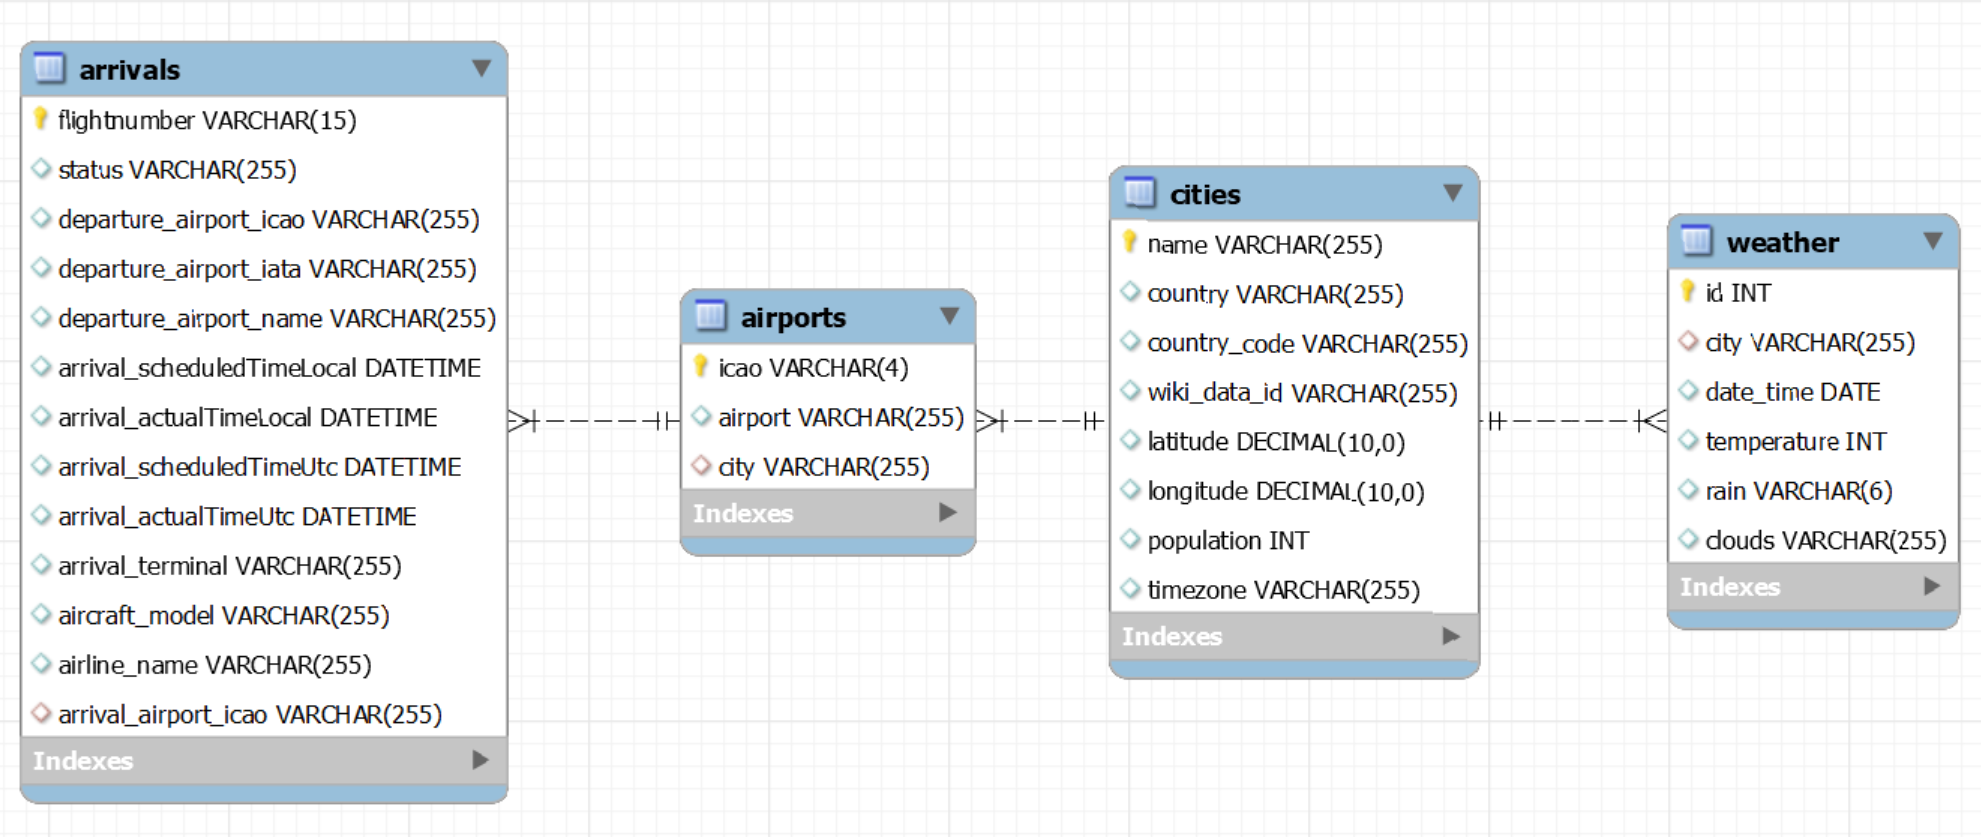 arrivals
flightnumber VARCHAR(15)
status VARCHAR(255)
departure_airport_icao VARCHAR(255)
departure_airport_iata VARCHAR(255)
departure_airport_name VARCHAR(255)
arrival_scheduledTimeLocal DATETIME
arrival_actualTimeLocal DATETIME
arrival_scheduledTimeUtc DATETIME
arrival_actualTimeUtc DATETIME
arrival_terminal VARCHAR(255)
aircraft_model VARCHAR(255)
airline_name VARCHAR(255)
arrival_airport_icao VARCHAR(255)
Indexes
airports
icao VARCHAR(4)
airport VARCHAR(255)
city VARCHAR(255)
Indexes
cities
name VARCHAR(255)
country VARCHAR(255)
country_code VARCHAR(255)
wiki_data_id VARCHAR(255)
latitude DECIMAL(10,0)
longitude DECIMAL(10,0)
population INT
timezone VARCHAR(255)
Indexes
weather
id INT
city VARCHAR(255)
date_time DATE
temperature INT
rain VARCHAR(6)
clouds VARCHAR(255)
Indexes